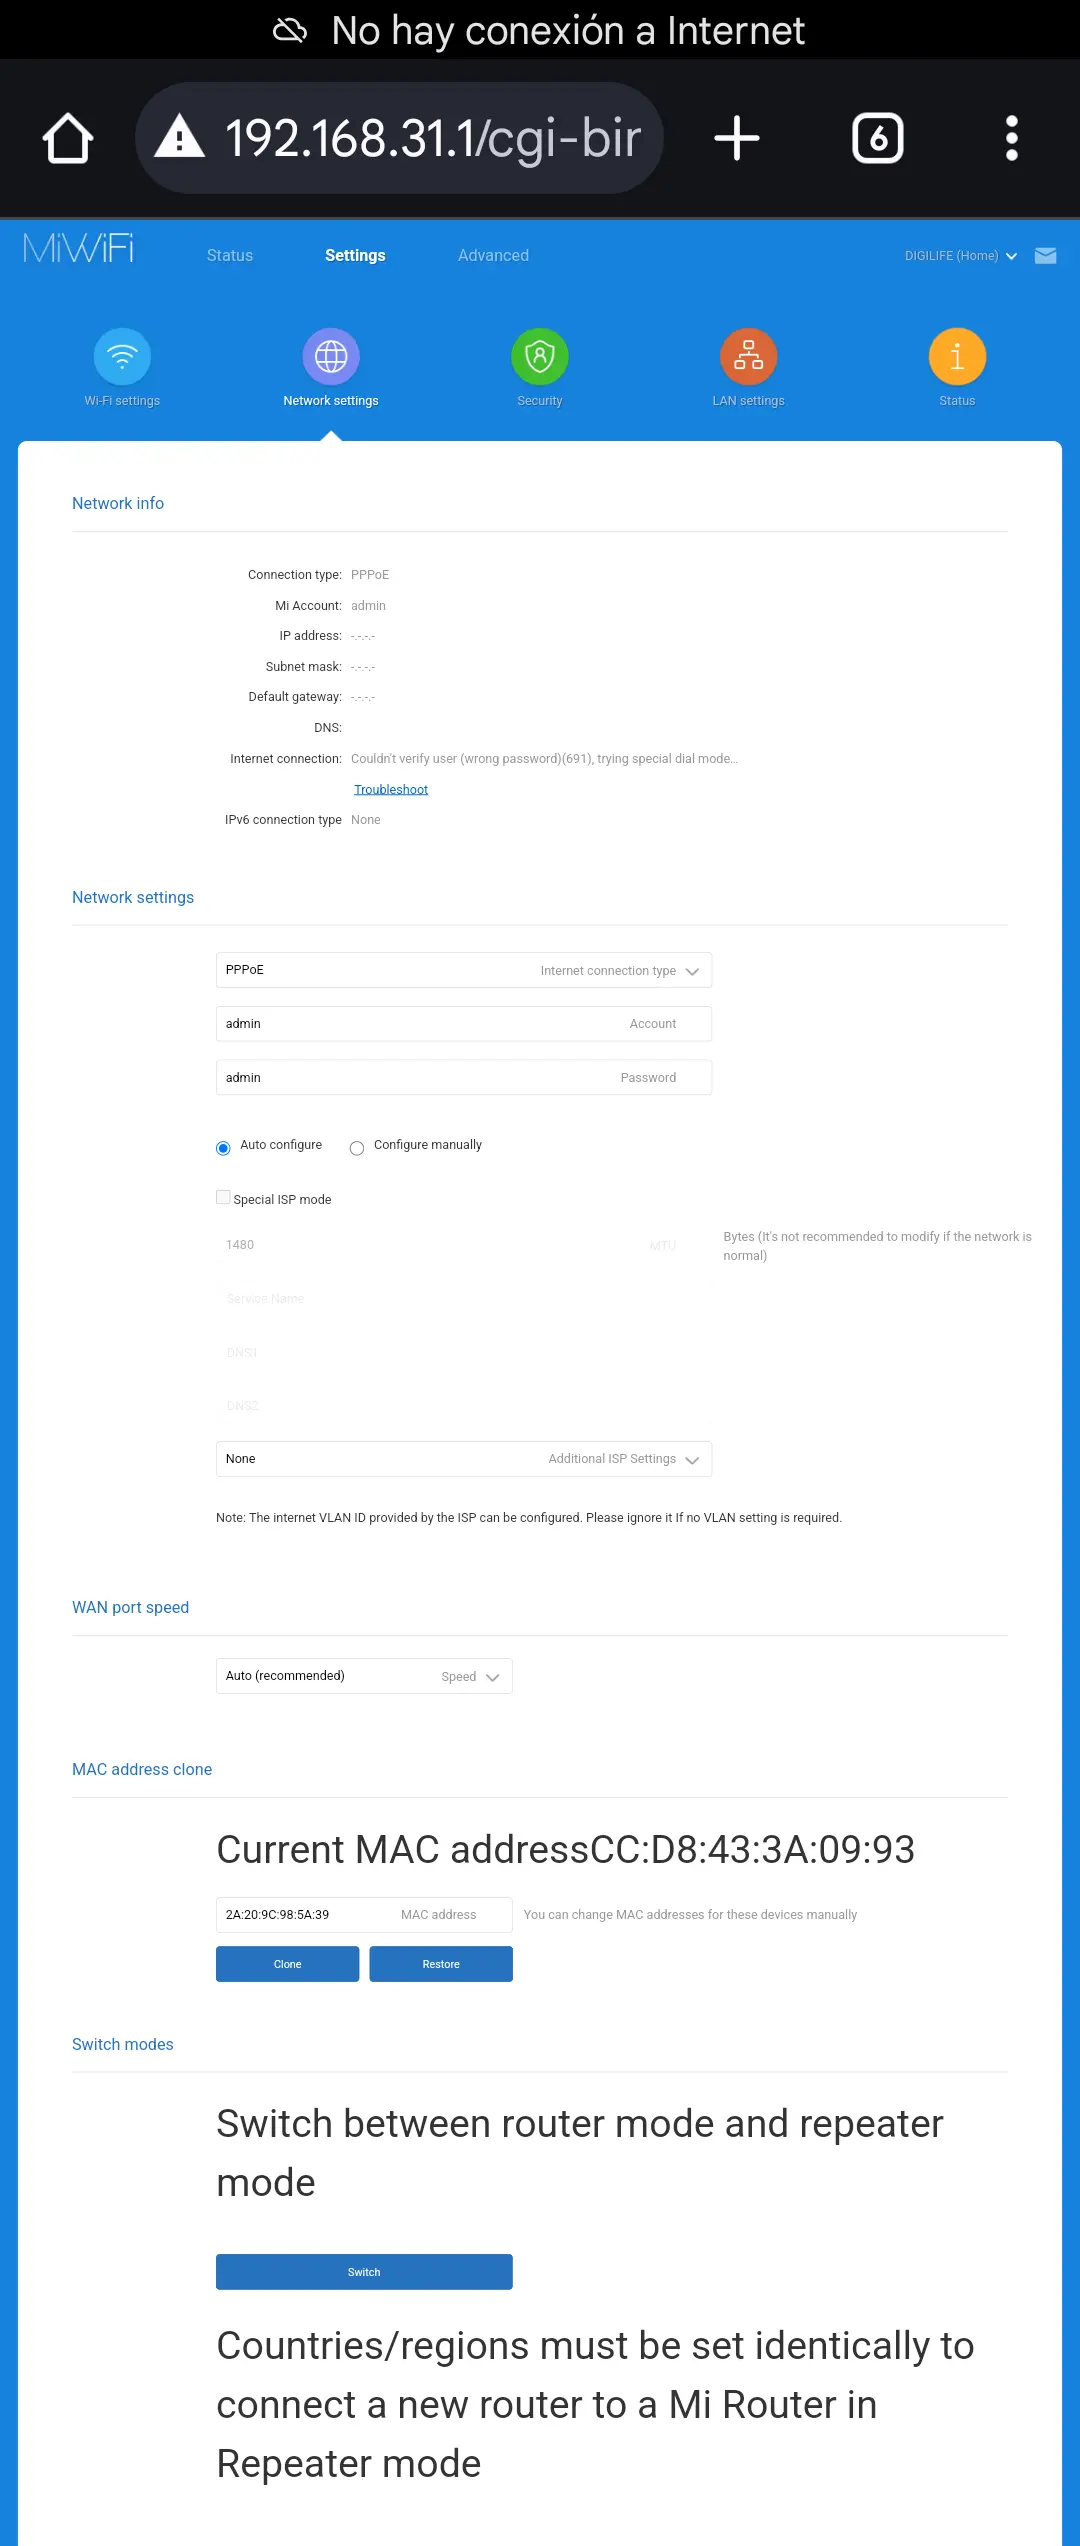 No hay conexión a Internet
192.168.31.1/cgi-bir
6
MiWiFi
Status
Settings
Advanced
DIGILIFE (Home)
Wi-Fi settings
Network settings
Security
LAN settings
Status
Network info
Connection type: PPPoE
Mi Account: admin
IP address: -.-.-.-
Subnet mask: -.-.-.-
Default gateway: -.-.-.-
DNS:
Internet connection: Couldn't verify user (wrong password)(691), trying special dial mode...
Troubleshoot
IPv6 connection type None
Network settings
PPPoE Internet connection type
admin Account
admin Password
Auto configure Configure manually
Special ISP mode
1480 MTU
Bytes (It's not recommended to modify if the network is
normal)
Service Name
DNS1
DNS2
None Additional ISP Settings
Note: The internet VLAN ID provided by the ISP can be configured. Please ignore it If no VLAN setting is required.
WAN port speed
Auto (recommended) Speed
MAC address clone
Current MAC addressCC:D8:43:3A:09:93
2A:20:9C:98:5A:39 MAC address You can change MAC addresses for these devices manually
Clone Restore
Switch modes
Switch between router mode and repeater
mode
Switch
Countries/regions must be set identically to
connect a new router to a Mi Router in
Repeater mode